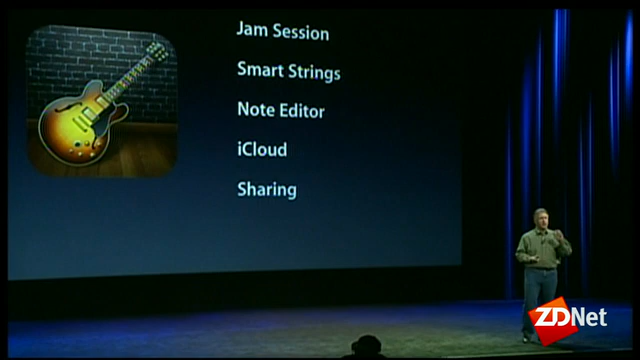 Jam Session
Smart Strings
Note Editor
iCloud
Sharing
ZDNet